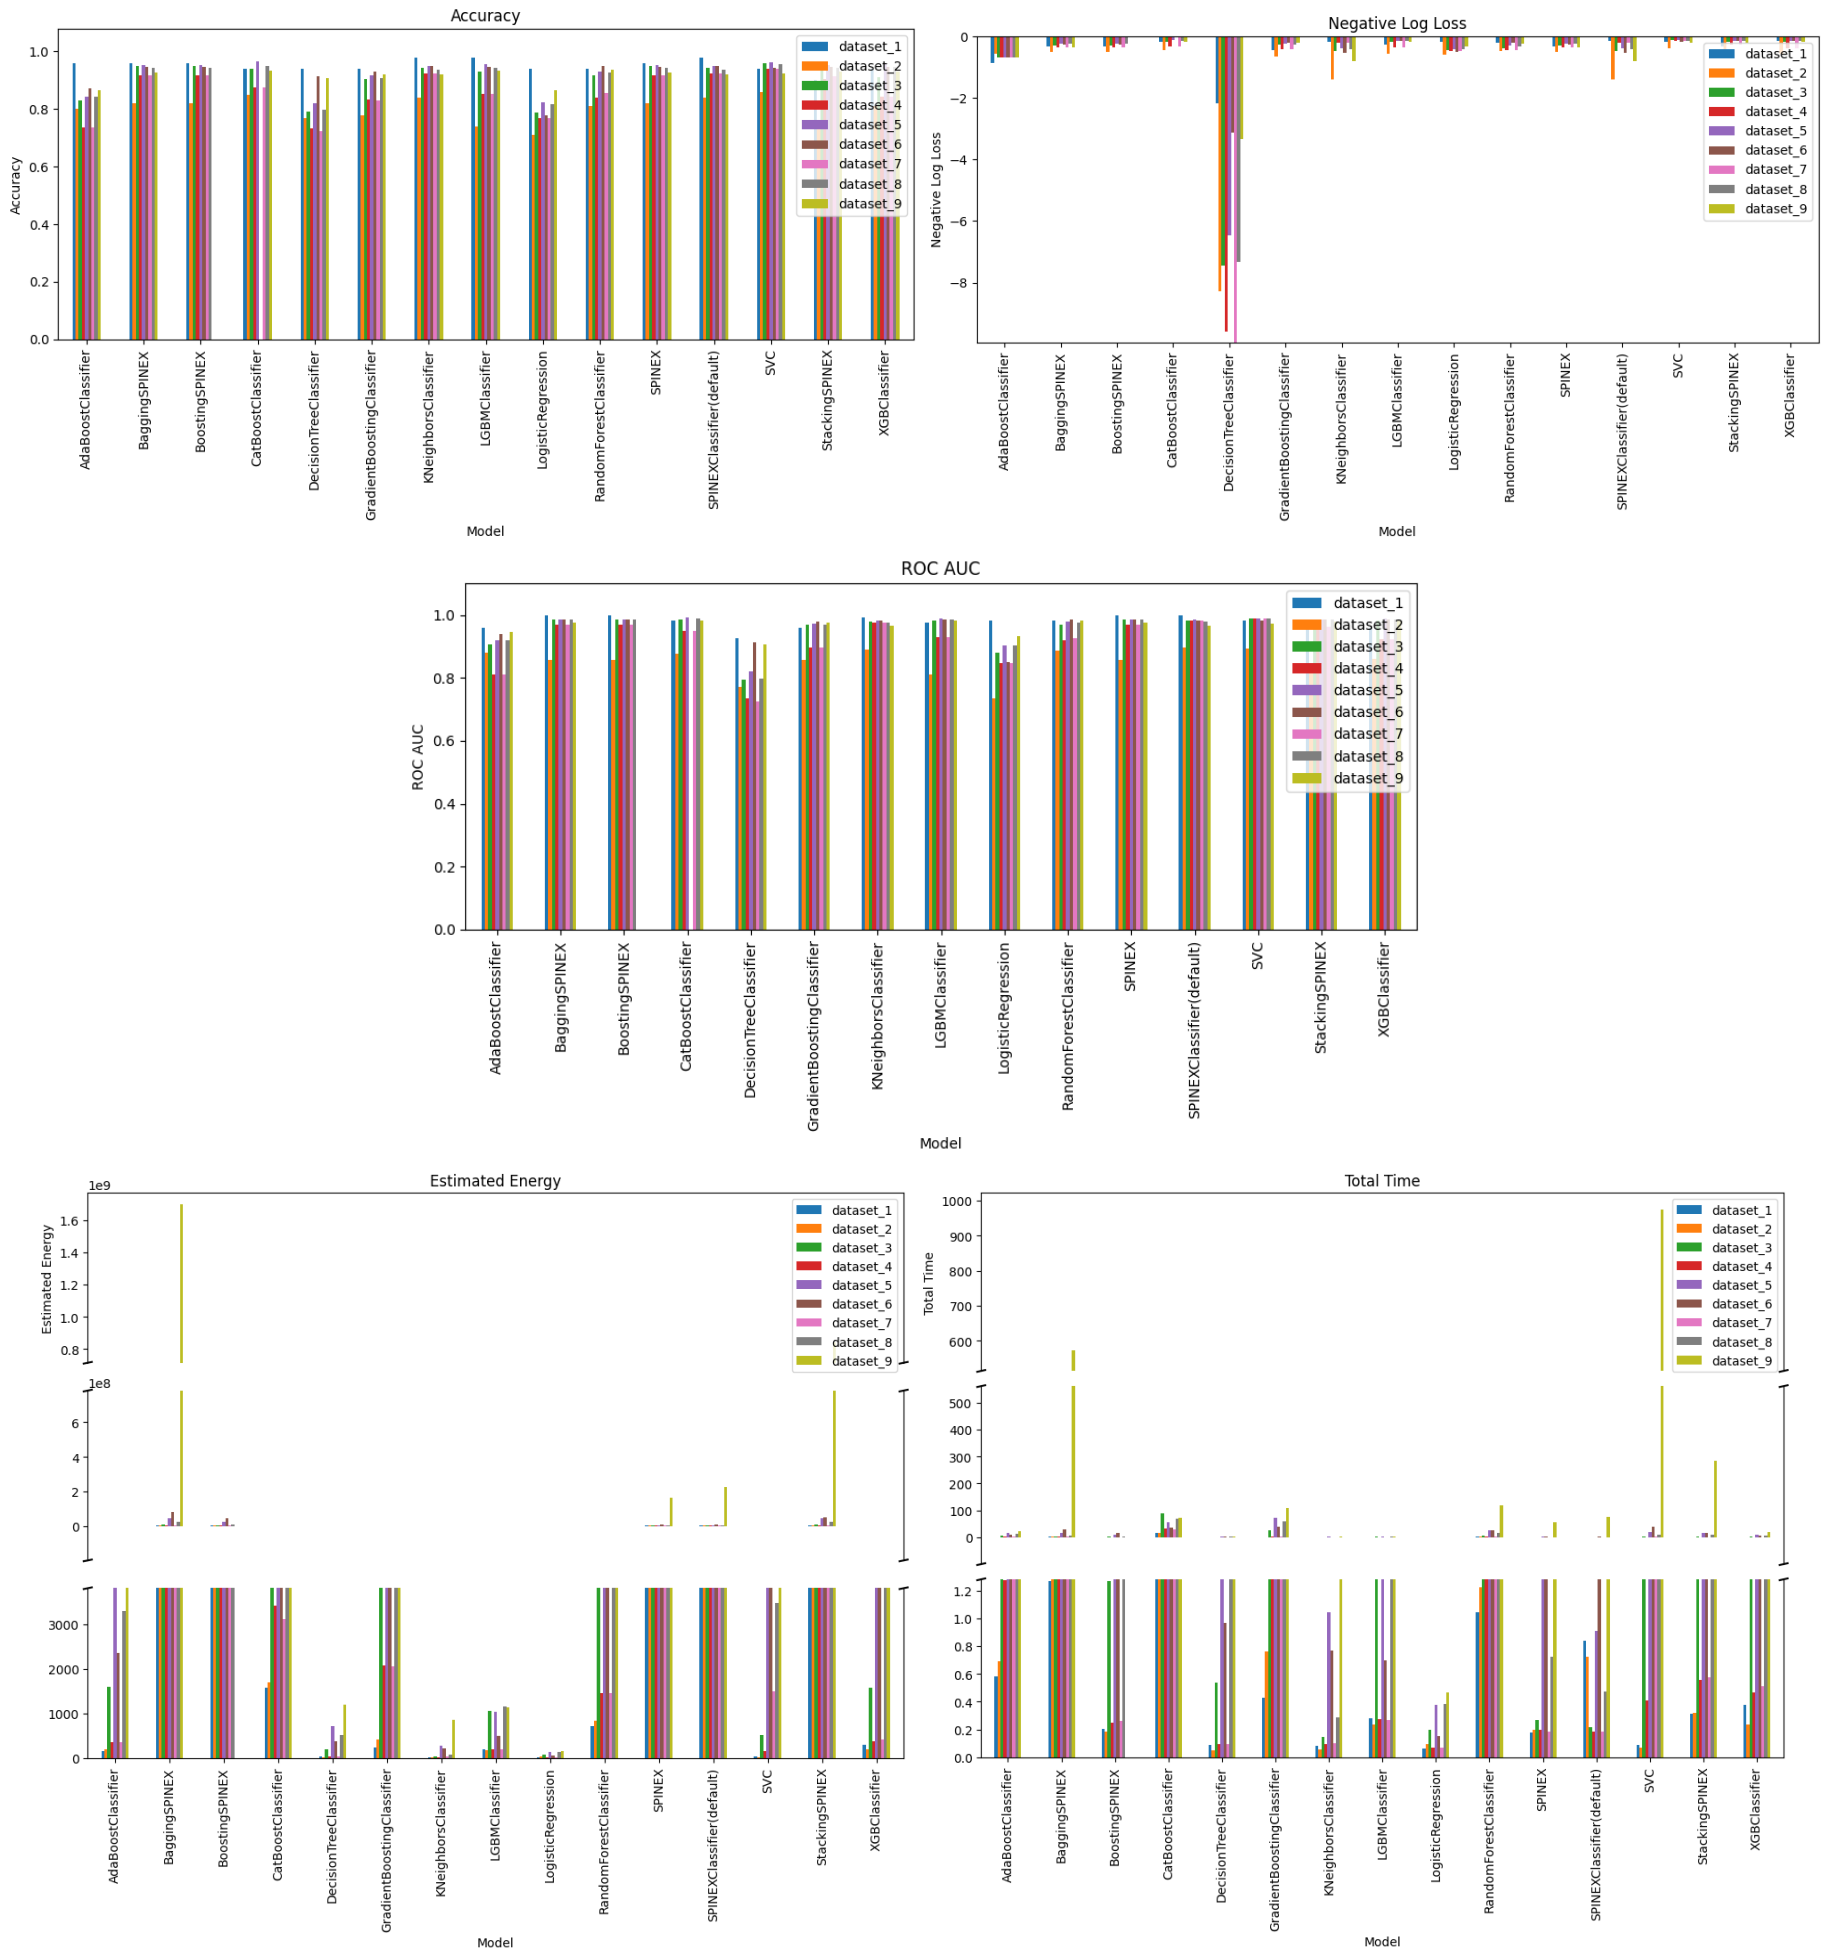 Accuracy
1.0
0.8
0.6
0.4
0.2
0.0
Accuracy
dataset_1
dataset_2
dataset_3
dataset_4
dataset_5
dataset_6
dataset_7
dataset_8
dataset_9
AdaBoostClassifier
BaggingSPINEX
BoostingSPINEX
CatBoostClassifier
DecisionTreeClassifier
GradientBoostingClassifier
KNeighborsClassifier
LGBMClassifier
LogisticRegression
RandomForestClassifier
SPINEX
SPINEXClassifier(default)
SVC
StackingSPINEX
XGBClassifier
Model
Negative Log Loss
0
−2
−4
−6
−8
Negative Log Loss
dataset_1
dataset_2
dataset_3
dataset_4
dataset_5
dataset_6
dataset_7
dataset_8
dataset_9
AdaBoostClassifier
BaggingSPINEX
BoostingSPINEX
CatBoostClassifier
DecisionTreeClassifier
GradientBoostingClassifier
KNeighborsClassifier
LGBMClassifier
LogisticRegression
RandomForestClassifier
SPINEX
SPINEXClassifier(default)
SVC
StackingSPINEX
XGBClassifier
Model
ROC AUC
1.0
0.8
0.6
0.4
0.2
0.0
ROC AUC
dataset_1
dataset_2
dataset_3
dataset_4
dataset_5
dataset_6
dataset_7
dataset_8
dataset_9
AdaBoostClassifier
BaggingSPINEX
BoostingSPINEX
CatBoostClassifier
DecisionTreeClassifier
GradientBoostingClassifier
KNeighborsClassifier
LGBMClassifier
LogisticRegression
RandomForestClassifier
SPINEX
SPINEXClassifier(default)
SVC
StackingSPINEX
XGBClassifier
Model
Estimated Energy
1e9
1.6
1.4
1.2
1.0
0.8
Estimated Energy
1e8
6
4
2
0
3000
2000
1000
0
dataset_1
dataset_2
dataset_3
dataset_4
dataset_5
dataset_6
dataset_7
dataset_8
dataset_9
AdaBoostClassifier
BaggingSPINEX
BoostingSPINEX
CatBoostClassifier
DecisionTreeClassifier
GradientBoostingClassifier
KNeighborsClassifier
LGBMClassifier
LogisticRegression
RandomForestClassifier
SPINEX
SPINEXClassifier(default)
SVC
StackingSPINEX
XGBClassifier
Model
Total Time
1000
900
800
700
600
Total Time
500
400
300
200
100
0
1.2
1.0
0.8
0.6
0.4
0.2
0.0
dataset_1
dataset_2
dataset_3
dataset_4
dataset_5
dataset_6
dataset_7
dataset_8
dataset_9
AdaBoostClassifier
BaggingSPINEX
BoostingSPINEX
CatBoostClassifier
DecisionTreeClassifier
GradientBoostingClassifier
KNeighborsClassifier
LGBMClassifier
LogisticRegression
RandomForestClassifier
SPINEX
SPINEXClassifier(default)
SVC
StackingSPINEX
XGBClassifier
Model